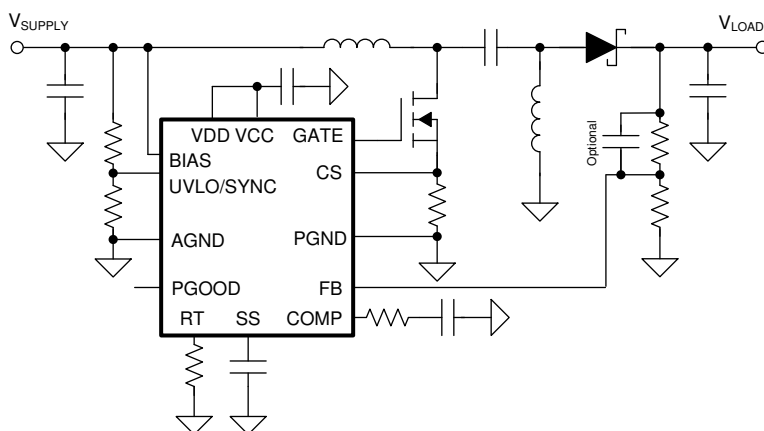 VSUPPLY
VLOAD
VDD VCC GATE
BIAS
CS
UVLO/SYNC
Optional
AGND
PGND
PGOOD
FB
RT SS COMP